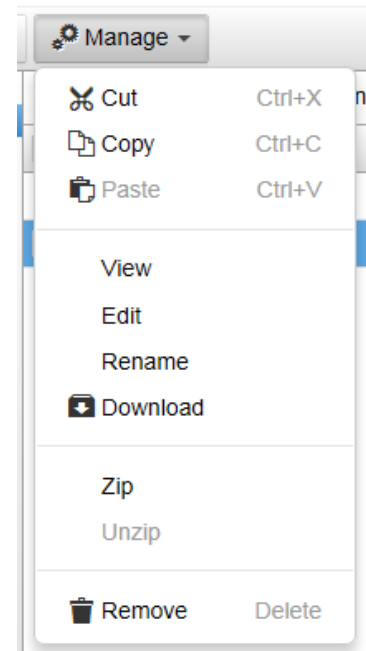 Manage
Cut Ctrl+X
Copy Ctrl+C
Paste Ctrl+V
View
Edit
Rename
Download
Zip
Unzip
Remove Delete